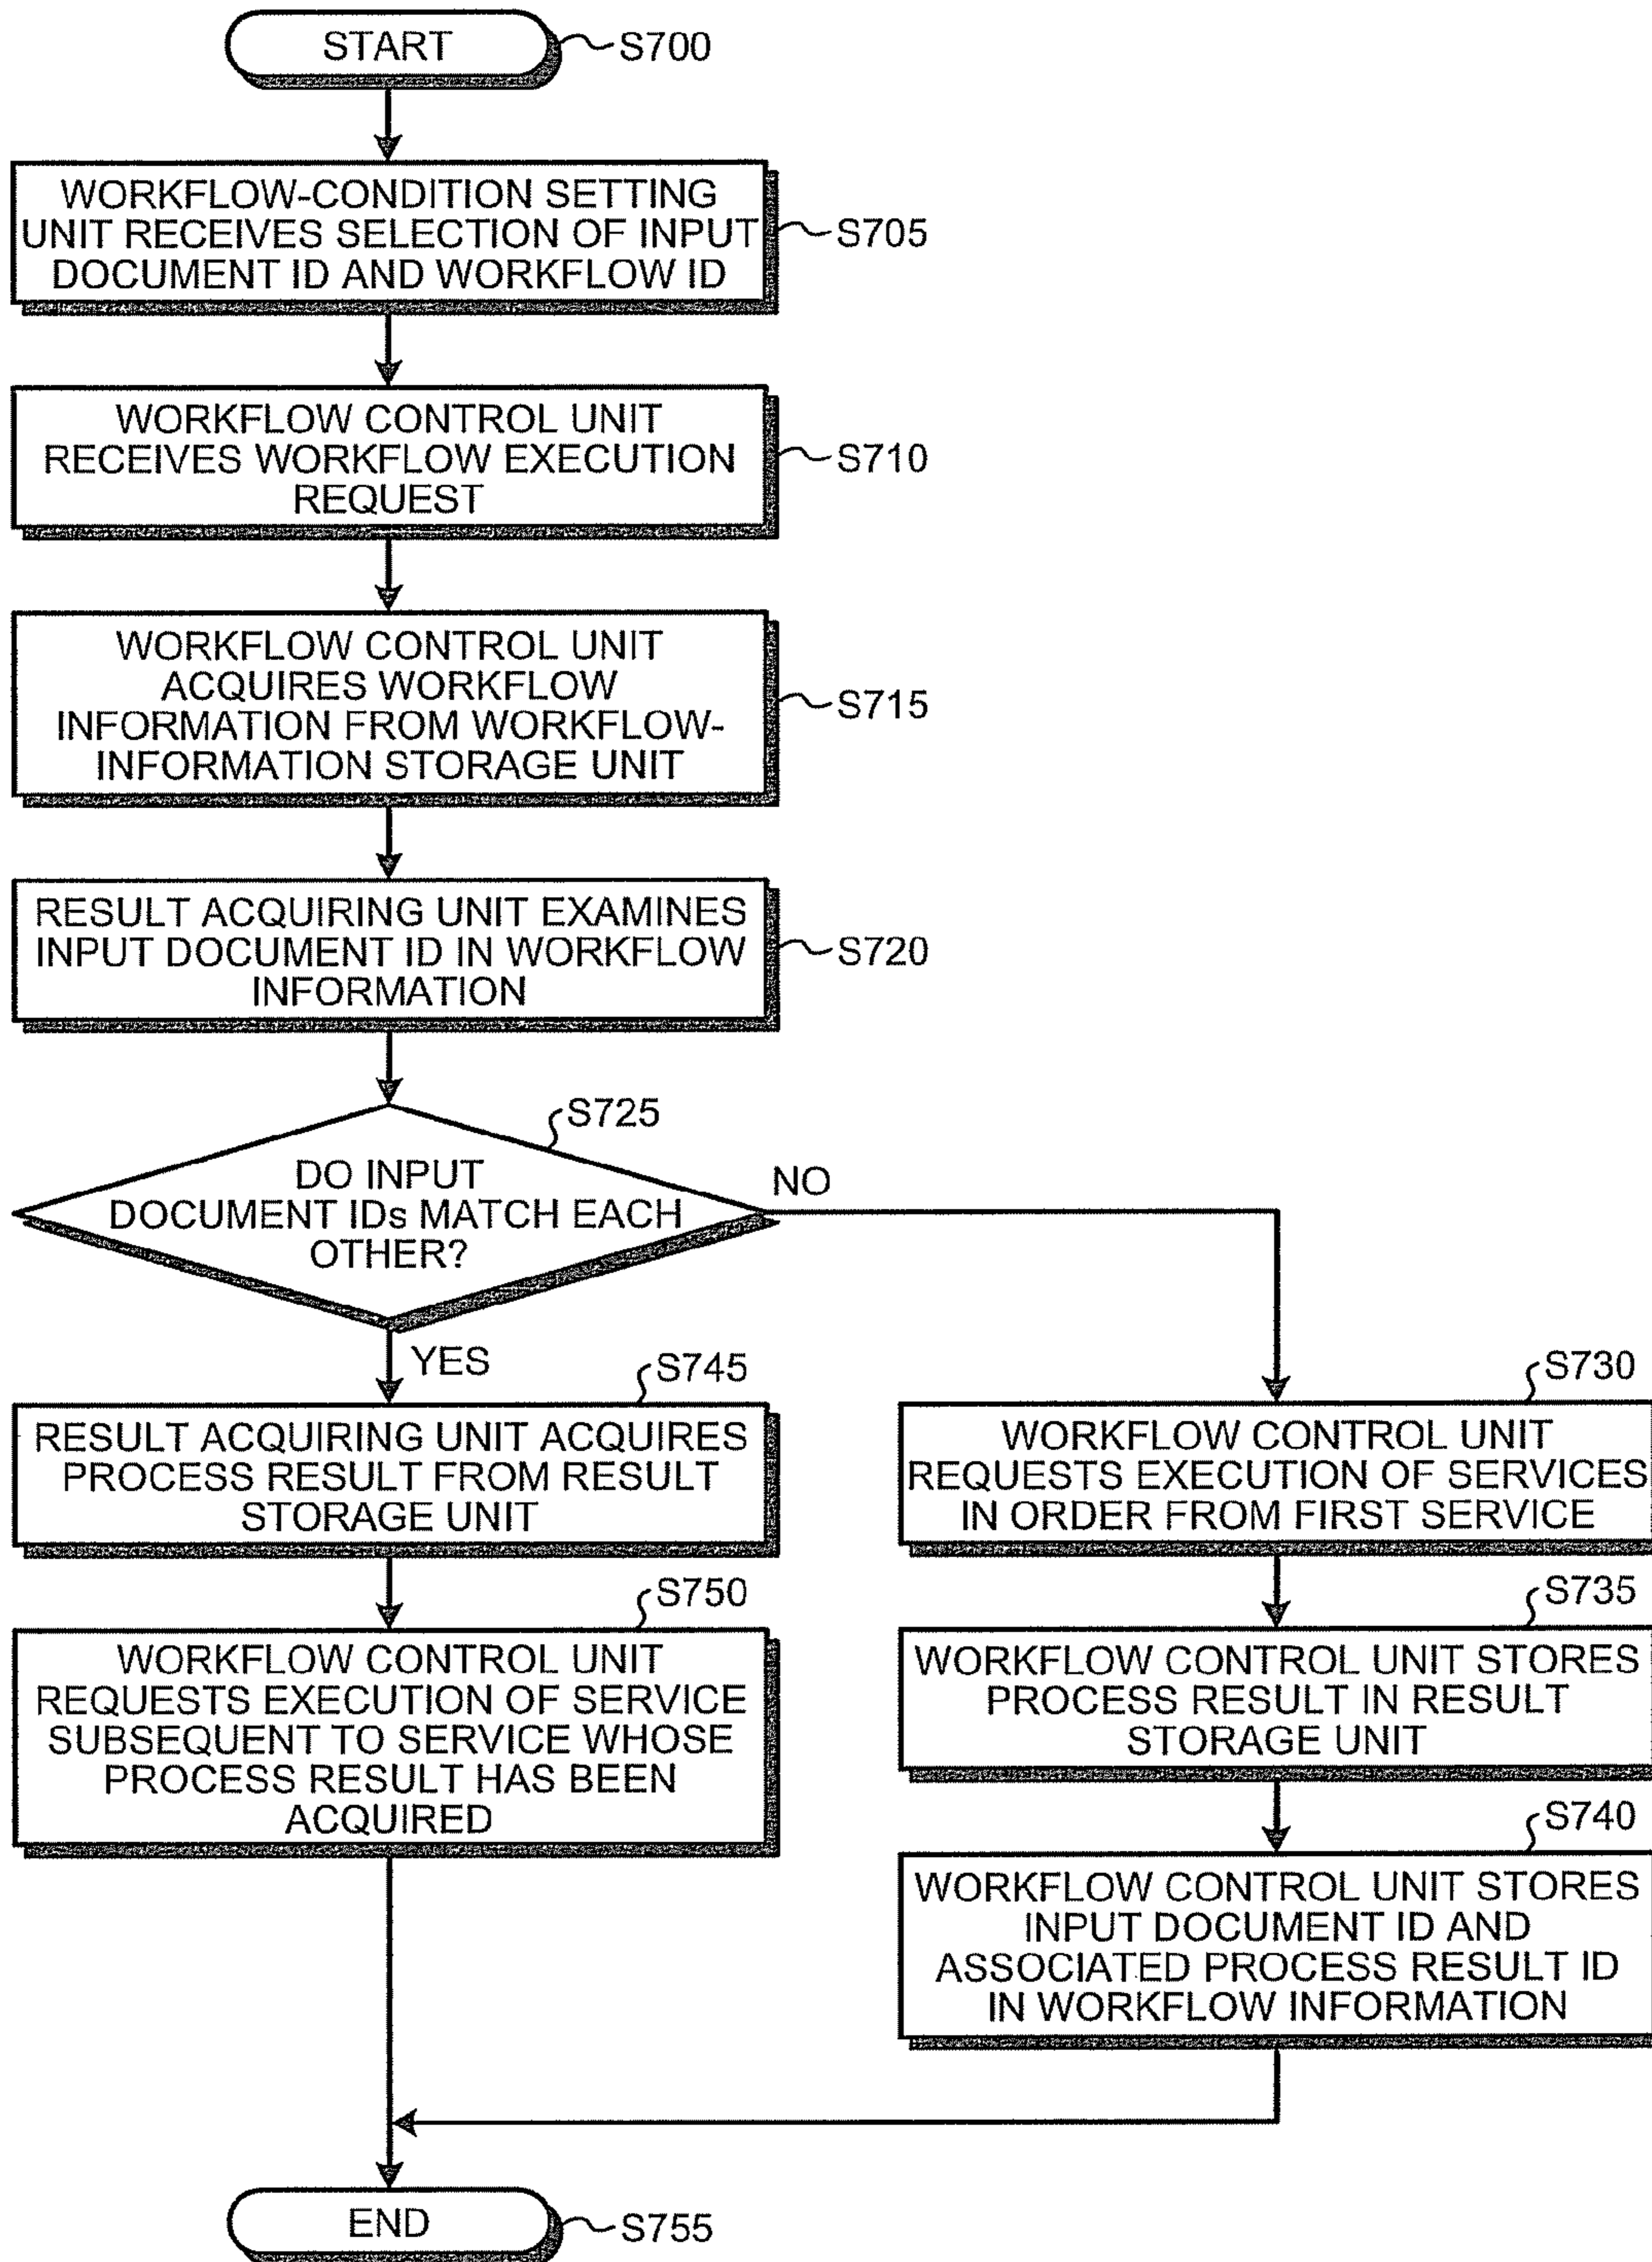 START
S700
WORKFLOW-CONDITION SETTING
UNIT RECEIVES SELECTION OF INPUT
DOCUMENT ID AND WORKFLOW ID
S705
WORKFLOW CONTROL UNIT
RECEIVES WORKFLOW EXECUTION
REQUEST
S710
WORKFLOW CONTROL UNIT
ACQUIRES WORKFLOW
INFORMATION FROM WORKFLOW-
INFORMATION STORAGE UNIT
S715
RESULT ACQUIRING UNIT EXAMINES
INPUT DOCUMENT ID IN WORKFLOW
INFORMATION
S720
S725
DO INPUT
DOCUMENT IDs MATCH EACH
OTHER?
NO
YES
S745
RESULT ACQUIRING UNIT ACQUIRES
PROCESS RESULT FROM RESULT
STORAGE UNIT
S750
WORKFLOW CONTROL UNIT
REQUESTS EXECUTION OF SERVICE
SUBSEQUENT TO SERVICE WHOSE
PROCESS RESULT HAS BEEN
ACQUIRED
S730
WORKFLOW CONTROL UNIT
REQUESTS EXECUTION OF SERVICES
IN ORDER FROM FIRST SERVICE
S735
WORKFLOW CONTROL UNIT STORES
PROCESS RESULT IN RESULT
STORAGE UNIT
S740
WORKFLOW CONTROL UNIT STORES
INPUT DOCUMENT ID AND
ASSOCIATED PROCESS RESULT ID
IN WORKFLOW INFORMATION
END
S755